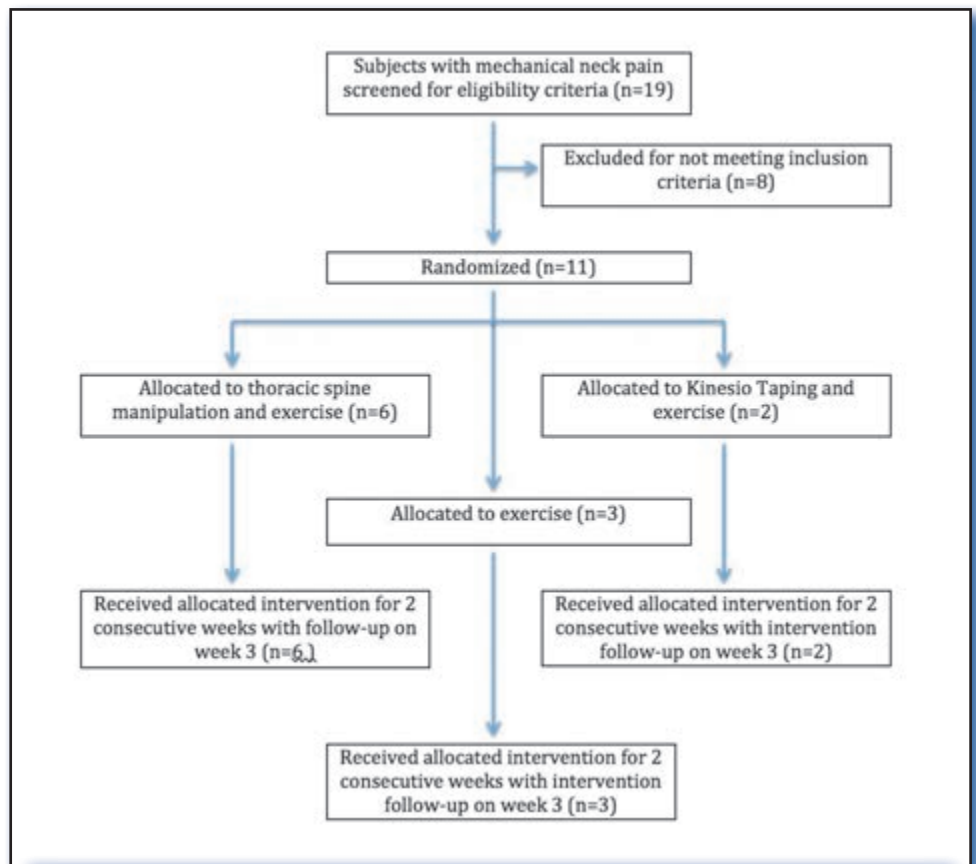 Subjects with mechanical neck pain
screened for eligibility criteria (n=19)
Excluded for not meeting inclusion
criteria (n=8)
Randomized (n=11)
Allocated to thoracic spine
manipulation and exercise (n=6)
Allocated to Kinesio Taping and
exercise (n=2)
Allocated to exercise (n=3)
Received allocated intervention for 2
consecutive weeks with follow-up on
week 3 (n=6.)
Received allocated intervention for 2
consecutive weeks with intervention
follow-up on week 3 (n=2)
Received allocated intervention for 2
consecutive weeks with intervention
follow-up on week 3 (n=3)